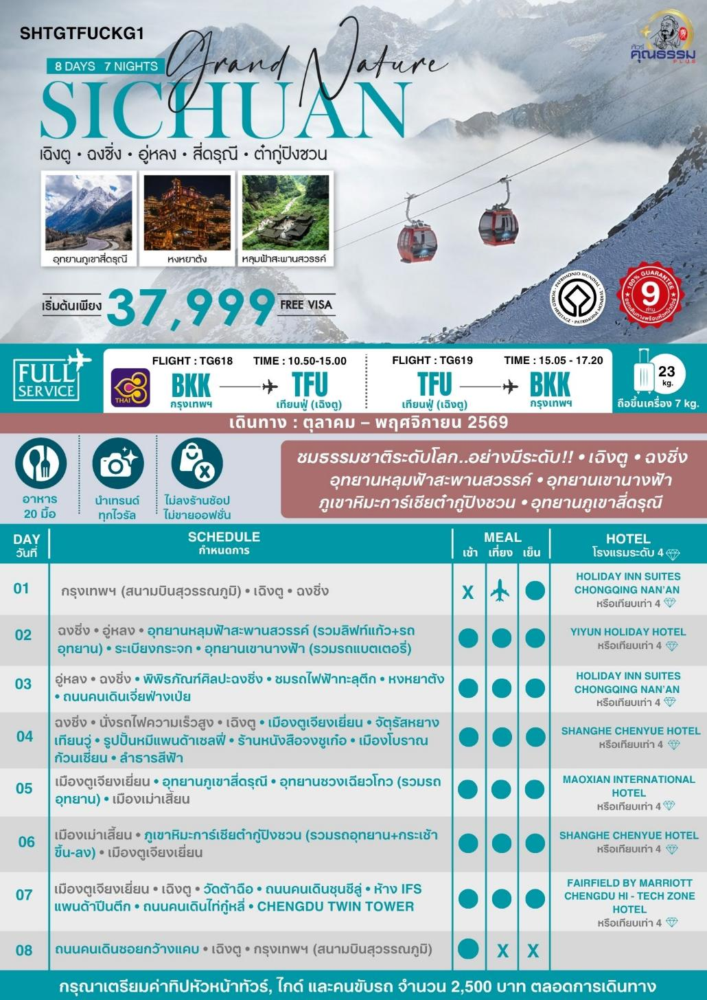 SHTGTFUCKG1
ทัวร์
คุณธรรม
PLUS
Grand Nature
8 DAYS 7 NIGHTS
SICHUAN
เฉิงตู • ฉงชิ่ง • อู่หลง • สี่ดรุณี • ต๋ากู่ปิงชวน
อุทยานภูเขาสี่ดรุณี
หงหยาต้ง
หลุมฟ้าสะพานสวรรค์
เริ่มต้นเพียง 37,999 FREE VISA
WORLD HERITAGE • PATRIMONIO MUNDIAL • PATRIMOINE MONDIAL
100% GUARANTEE
9
ท่าน
ออกเดินทางพร้อมหัวหน้าทัวร์
FULL
SERVICE
THAI
FLIGHT : TG618 TIME : 10.50-15.00
BKK TFU
กรุงเทพฯ เทียนฟู่ (เฉิงตู)
FLIGHT : TG619 TIME : 15.05 - 17.20
TFU BKK
เทียนฟู่ (เฉิงตู) กรุงเทพฯ
23
kg.
ถือขึ้นเครื่อง 7 kg.
เดินทาง : ตุลาคม – พฤศจิกายน 2569
อาหาร
20 มื้อ
นำเทรนด์
ทุกไวรัล
ไม่ลงร้านช้อป
ไม่ขายออฟชั่น
ชมธรรมชาติระดับโลก..อย่างมีระดับ!! • เฉิงตู • ฉงชิ่ง
อุทยานหลุมฟ้าสะพานสวรรค์ • อุทยานเขานางฟ้า
ภูเขาหิมะการ์เซียต๋ากู่ปิงชวน • อุทยานภูเขาสี่ดรุณี
DAY SCHEDULE MEAL HOTEL
วันที่ กำหนดการ เช้า เที่ยง เย็น โรงแรมระดับ 4
01 กรุงเทพฯ (สนามบินสุวรรณภูมิ) • เฉิงตู • ฉงชิ่ง X
HOLIDAY INN SUITES
CHONGQING NAN'AN
หรือเทียบเท่า 4
02 ฉงชิ่ง • อู่หลง • อุทยานหลุมฟ้าสะพานสวรรค์ (รวมลิฟท์แก้ว+รถ
อุทยาน) • ระเบียงกระจก • อุทยานเขานางฟ้า (รวมรถแบตเตอรี่)
YIYUN HOLIDAY HOTEL
หรือเทียบเท่า 4
03 อู่หลง • ฉงชิ่ง • พิพิธภัณฑ์ศิลปะฉงชิ่ง • ชมรถไฟฟ้าทะลุตึก • หงหยาต้ง
• ถนนคนเดินเจี่ยฟ่างเป่ย
HOLIDAY INN SUITES
CHONGQING NAN'AN
หรือเทียบเท่า 4
04 ฉงชิ่ง • นั่งรถไฟความเร็วสูง • เฉิงตู • เมืองตูเจียงเยี่ยน • จัตุรัสหยาง
เทียนวู่ • รูปปั้นหมีแพนด้าเซลฟี่ • ร้านหนังสือจงซูเก๋อ • เมืองโบราณ
ก้วนเซี่ยน • ลำธารสีฟ้า
SHANGHE CHENYUE HOTEL
หรือเทียบเท่า 4
05 เมืองตูเจียงเยี่ยน • อุทยานภูเขาสี่ดรุณี • อุทยานซวงเฉียวโกว (รวมรถ
อุทยาน) • เมืองเม่าเสี้ยน
MAOXIAN INTERNATIONAL
HOTEL
หรือเทียบเท่า 4
06 เมืองเม่าเสี้ยน • ภูเขาหิมะการ์เซียต๋ากู่ปิงชวน (รวมรถอุทยาน+กระเช้า
ขึ้น-ลง) • เมืองตูเจียงเยี่ยน
SHANGHE CHENYUE HOTEL
หรือเทียบเท่า 4
07 เมืองตูเจียงเยี่ยน • เฉิงตู • วัดต้าฉือ • ถนนคนเดินชุนซีลู่ • ห้าง IFS
แพนด้าปีนตึก • ถนนคนเดินไท่กู๋หลี่ • CHENGDU TWIN TOWER
FAIRFIELD BY MARRIOTT
CHENGDU HI - TECH ZONE
HOTEL
หรือเทียบเท่า 4
08 ถนนคนเดินซอยกว้างแคบ • เฉิงตู • กรุงเทพฯ (สนามบินสุวรรณภูมิ) X X
กรุณาเตรียมค่าทิปหัวหน้าทัวร์, ไกด์ และคนขับรถ จำนวน 2,500 บาท ตลอดการเดินทาง